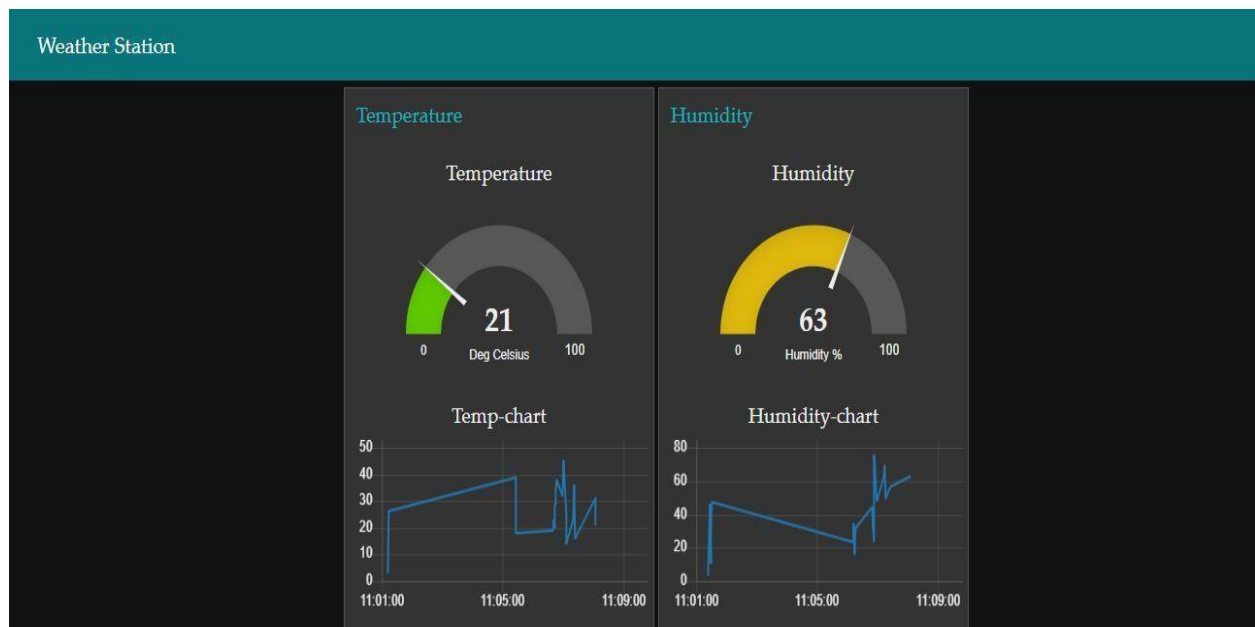 Weather Station
Temperature
Temperature
21
0
Deg Celsius
100
Temp-chart
50
40
30
20
10
0
11:01:00
11:05:00
11:09:00
Humidity
Humidity
63
0
Humidity %
100
Humidity-chart
80
60
40
20
0
11:01:00
11:05:00
11:09:00